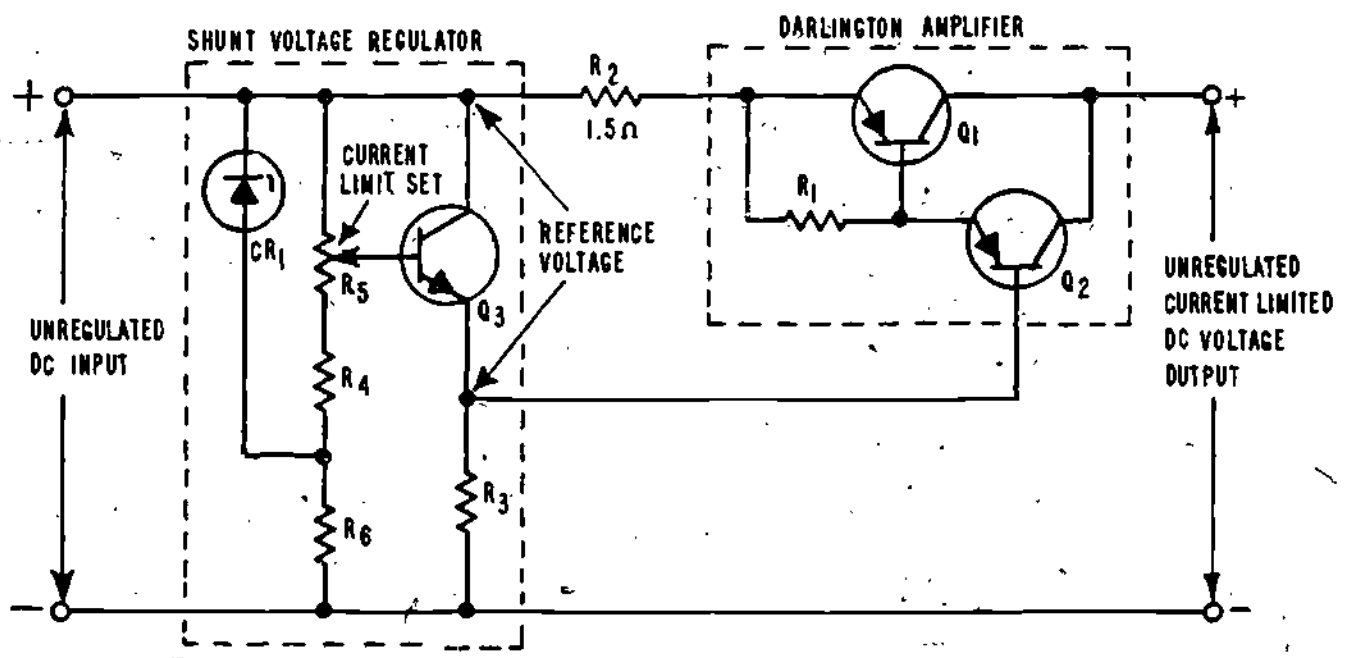 SHUNT VOLTAGE REGULATOR
DARLINGTON AMPLIFIER
+
R2
1.5Ω
Q1
+
CURRENT
LIMIT SET
R1
CR1
R5
Q3
REFERENCE
VOLTAGE
Q2
UNREGULATED
DC INPUT
UNREGULATED
CURRENT LIMITED
DC VOLTAGE
OUTPUT
R4
R3
R6
-
-